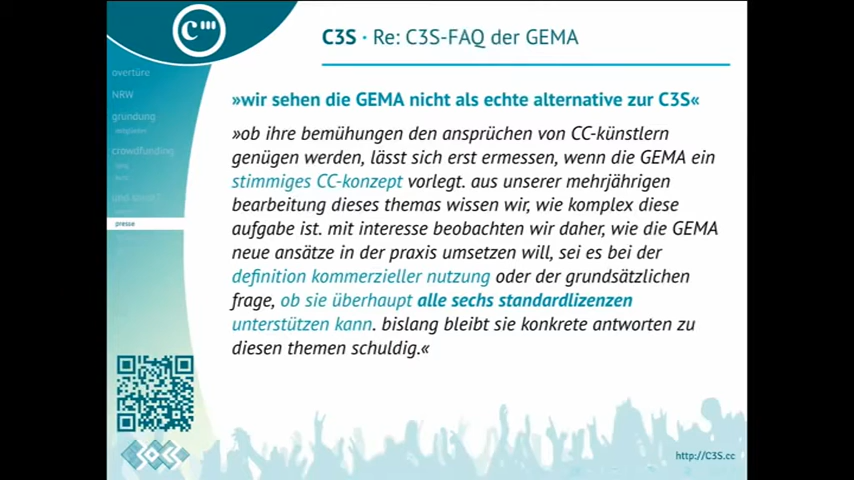 C3S · Re: C3S-FAQ der GEMA
overtüre
NRW
gründung
mitglieder
crowdfunding
und sonst?
presse
»wir sehen die GEMA nicht als echte alternative zur C3S«
»ob ihre bemühungen den ansprüchen von CC-künstlern
genügen werden, lässt sich erst ermessen, wenn die GEMA ein
stimmiges CC-konzept vorlegt. aus unserer mehrjährigen
bearbeitung dieses themas wissen wir, wie komplex diese
aufgabe ist. mit interesse beobachten wir daher, wie die GEMA
neue ansätze in der praxis umsetzen will, sei es bei der
definition kommerzieller nutzung oder der grundsätzlichen
frage, ob sie überhaupt alle sechs standardlizenzen
unterstützen kann. bislang bleibt sie konkrete antworten zu
diesen themen schuldig.«
http://C3S.cc